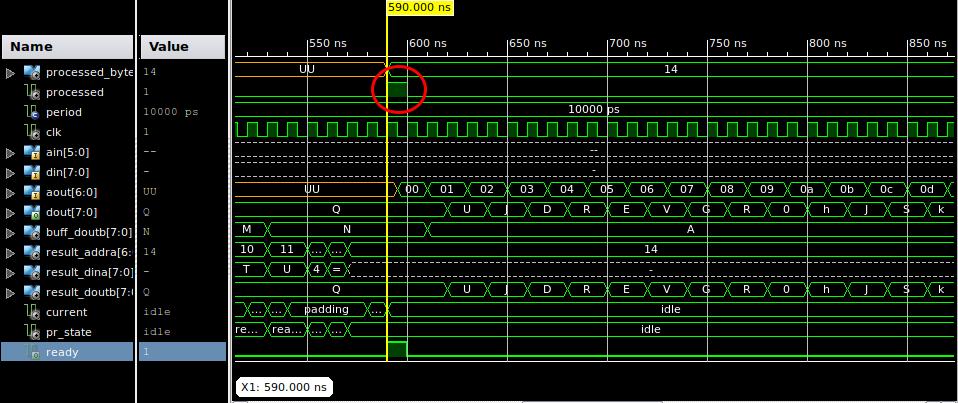 590.000 ns
Name Value 550 ns 600 ns 650 ns 700 ns 750 ns 800 ns 850 ns
processed_byte 14 UU 14
processed 1
period 10000 ps 10000 ps
clk 1
ain[5:0] -- --
din[7:0] - -
aout[6:0] UU UU 00 01 02 03 04 05 06 07 08 09 0a 0b 0c 0d
dout[7:0] Q Q U J D R E V G R 0 h J S k
buff_doutb[7:0] N M N A
result_addra[6: 14 10 11 ... ... 14
result_dina[7:0] - T U 4 = -
result_doutb[7:0 Q Q U J D R E V G R 0 h J S k
current idle ... ... padding ... idle
pr_state idle re... rea... ... ... idle
ready 1
X1: 590.000 ns